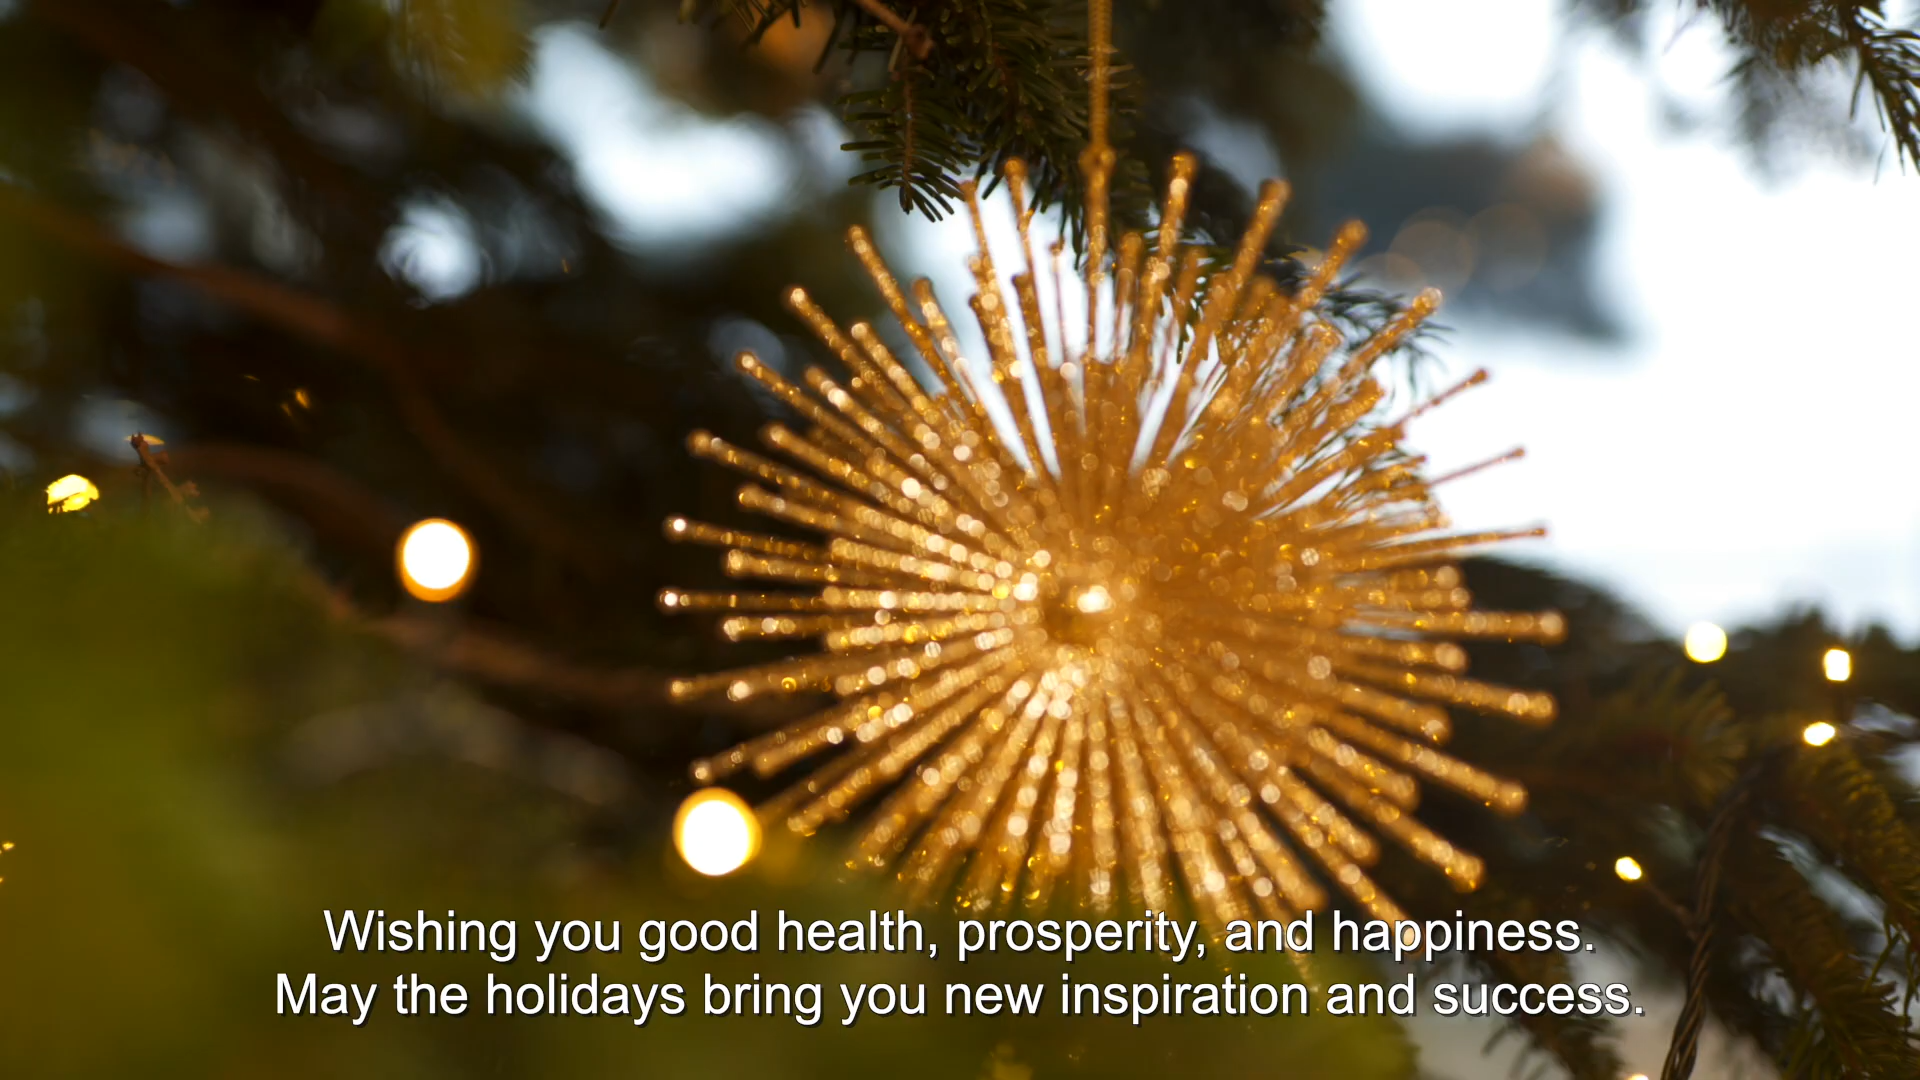 Wishing you good health, prosperity, and happiness.
May the holidays bring you new inspiration and success.